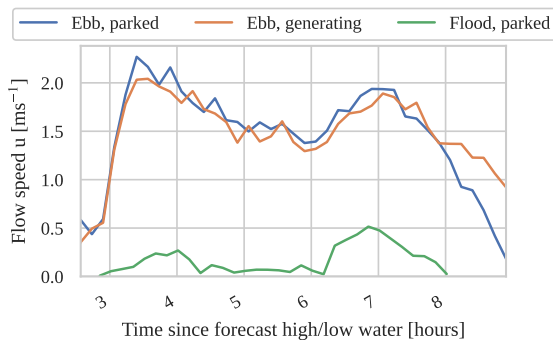 Ebb, parked Ebb, generating Flood, parked
Flow speed u [ms⁻¹]
2.0
1.5
1.0
0.5
0.0
3 4 5 6 7 8
Time since forecast high/low water [hours]